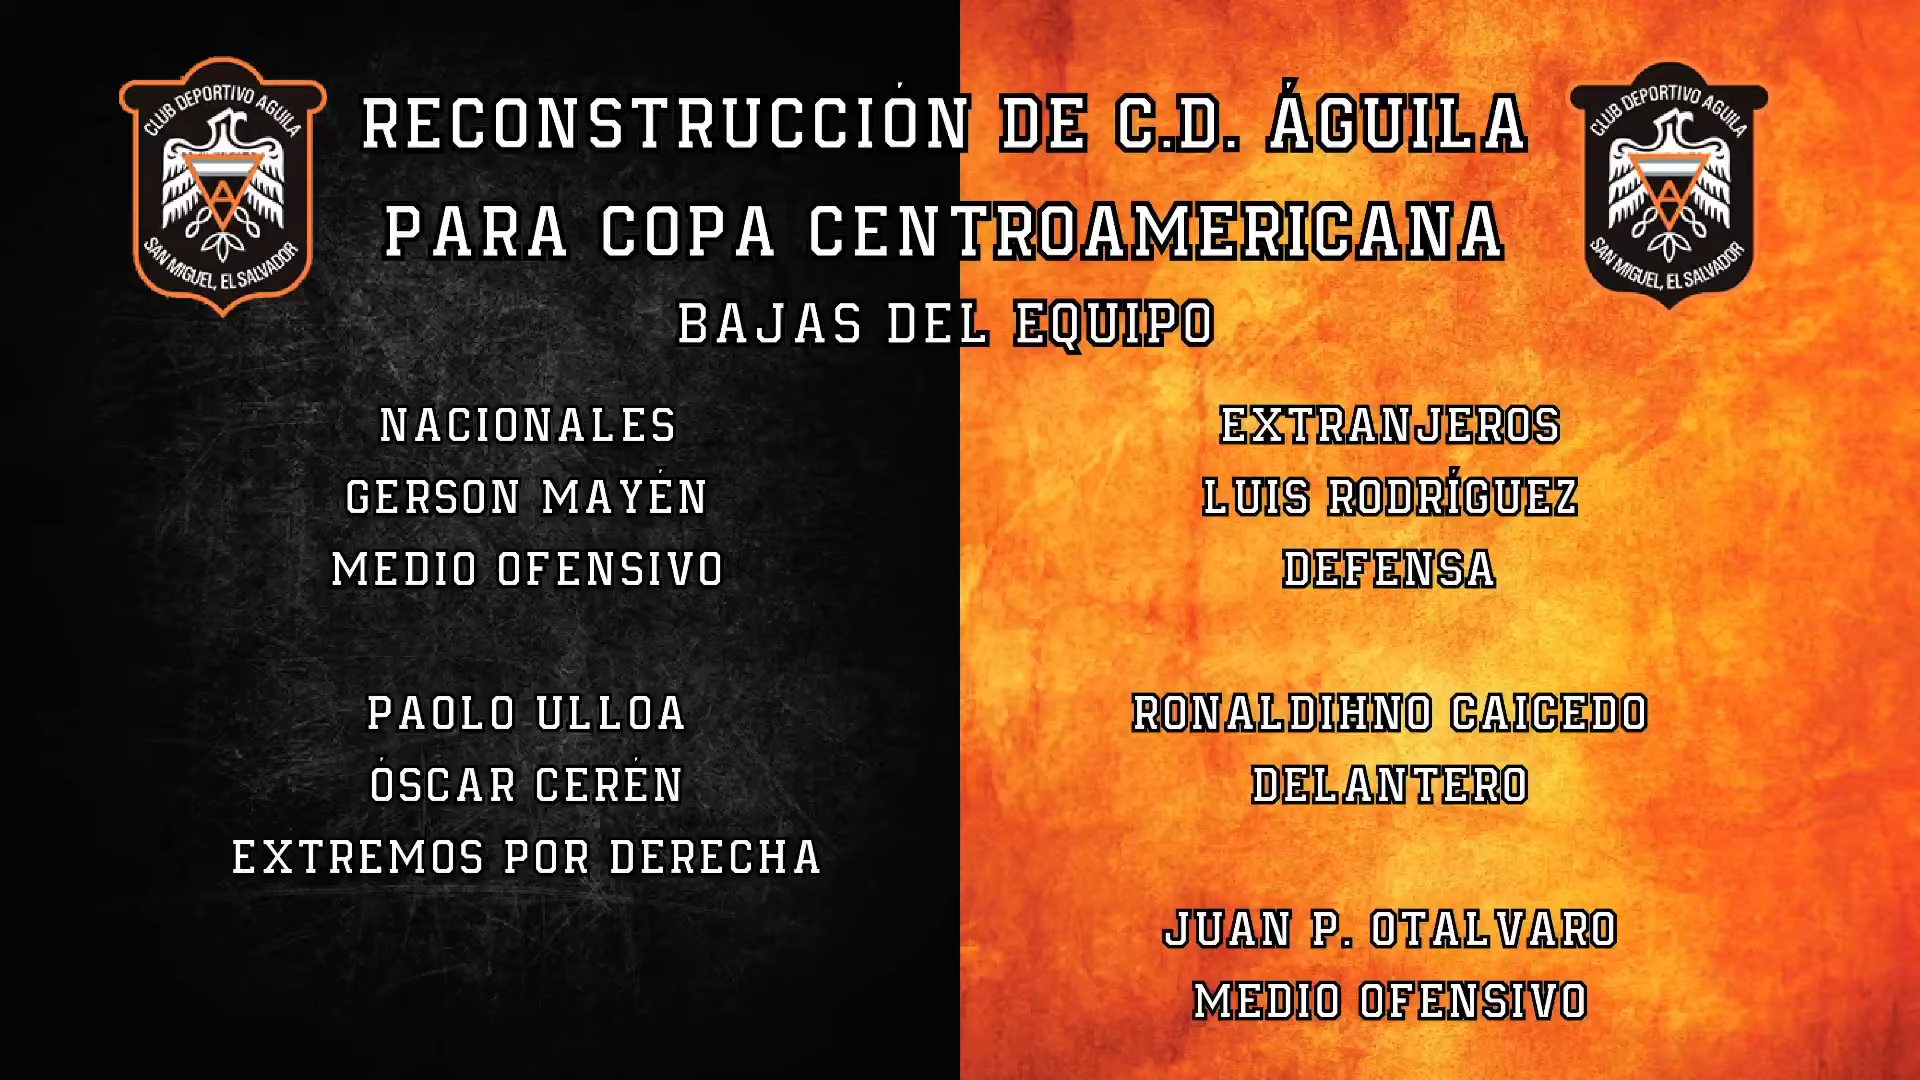 CLUB DEPORTIVO AGUILA
A
SAN MIGUEL, EL SALVADOR
RECONSTRUCCIÓN DE C.D. ÁGUILA
PARA COPA CENTROAMERICANA
BAJAS DEL EQUIPO
CLUB DEPORTIVO AGUILA
A
SAN MIGUEL, EL SALVADOR
NACIONALES
GERSON MAYÉN
MEDIO OFENSIVO
PAOLO ULLOA
ÓSCAR CERÉN
EXTREMOS POR DERECHA
EXTRANJEROS
LUIS RODRÍGUEZ
DEFENSA
RONALDIHNO CAICEDO
DELANTERO
JUAN P. OTALVARO
MEDIO OFENSIVO